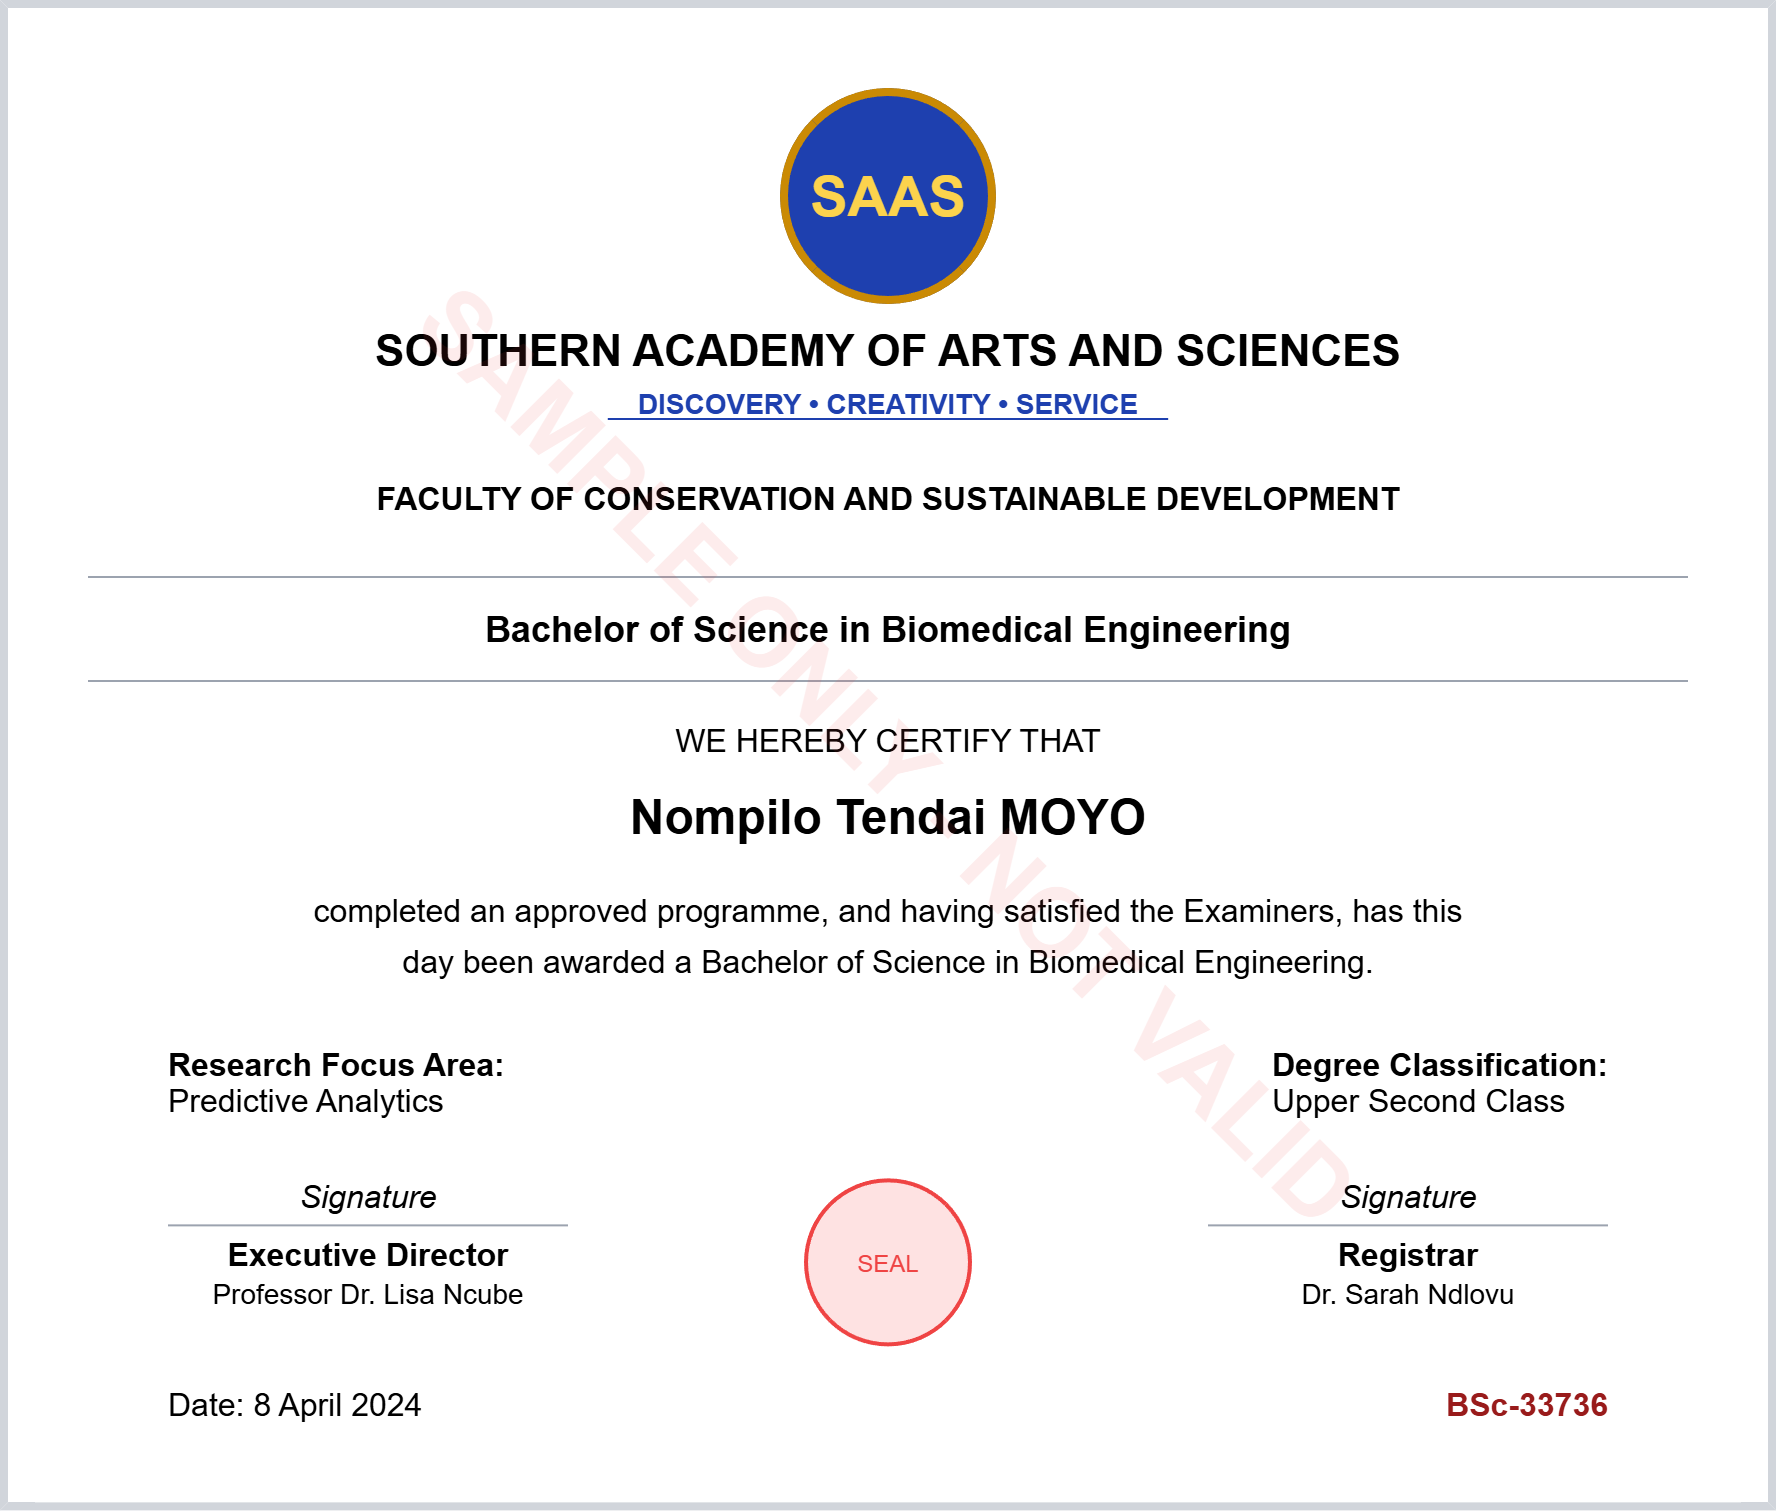 SAAS
SOUTHERN ACADEMY OF ARTS AND SCIENCES
DISCOVERY • CREATIVITY • SERVICE
FACULTY OF CONSERVATION AND SUSTAINABLE DEVELOPMENT
Bachelor of Science in Biomedical Engineering
WE HEREBY CERTIFY THAT
Nompilo Tendai MOYO
completed an approved programme, and having satisfied the Examiners, has this
day been awarded a Bachelor of Science in Biomedical Engineering.
Research Focus Area:
Predictive Analytics
Degree Classification:
Upper Second Class
Signature
Executive Director
Professor Dr. Lisa Ncube
SEAL
Signature
Registrar
Dr. Sarah Ndlovu
Date: 8 April 2024
BSc-33736
SAMPLE ONLY - NOT VALID